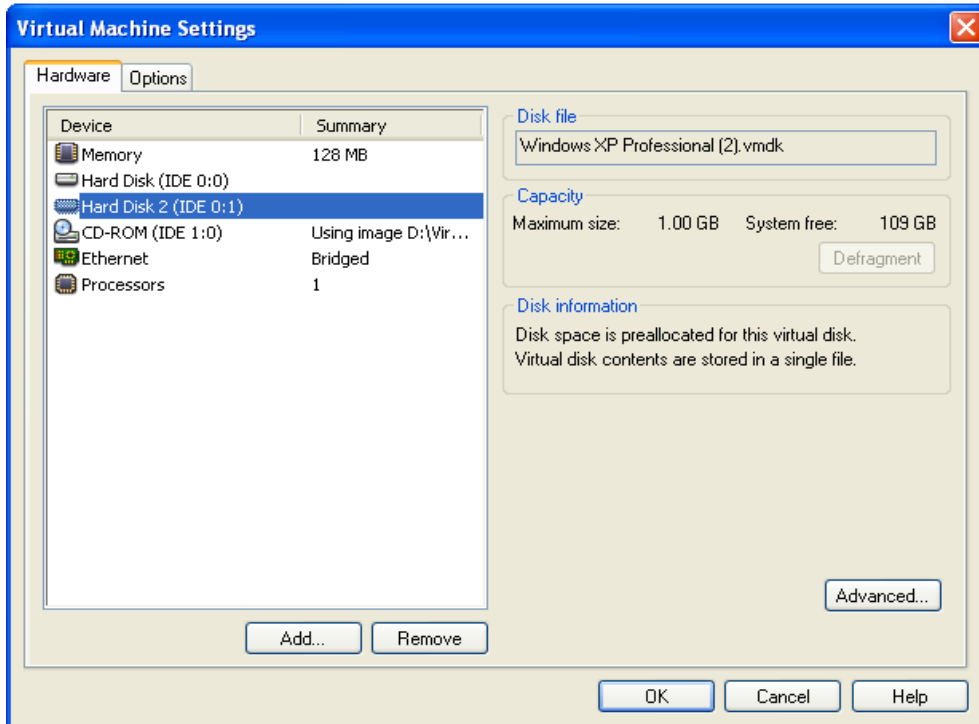 Virtual Machine Settings
Hardware Options
Device Summary
Memory 128 MB
Hard Disk (IDE 0:0)
Hard Disk 2 (IDE 0:1)
CD-ROM (IDE 1:0) Using image D:\Vir...
Ethernet Bridged
Processors 1
Add... Remove
Disk file
Windows XP Professional (2).vmdk
Capacity
Maximum size: 1.00 GB System free: 109 GB
Defragment
Disk information
Disk space is preallocated for this virtual disk.
Virtual disk contents are stored in a single file.
Advanced...
OK Cancel Help